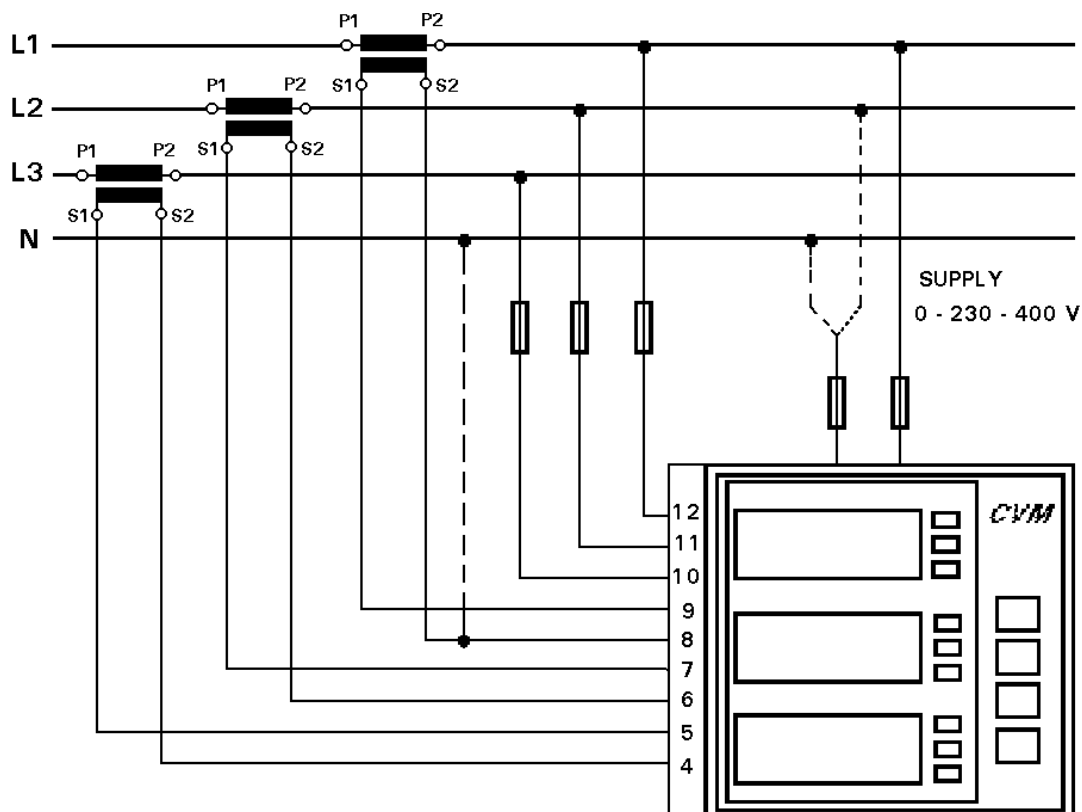 P1 P2
L1
S1 S2
P1 P2
L2
S1 S2
P1 P2
L3
S1 S2
N
SUPPLY
0 - 230 - 400 V
12
CVM
11
10
9
8
7
6
5
4